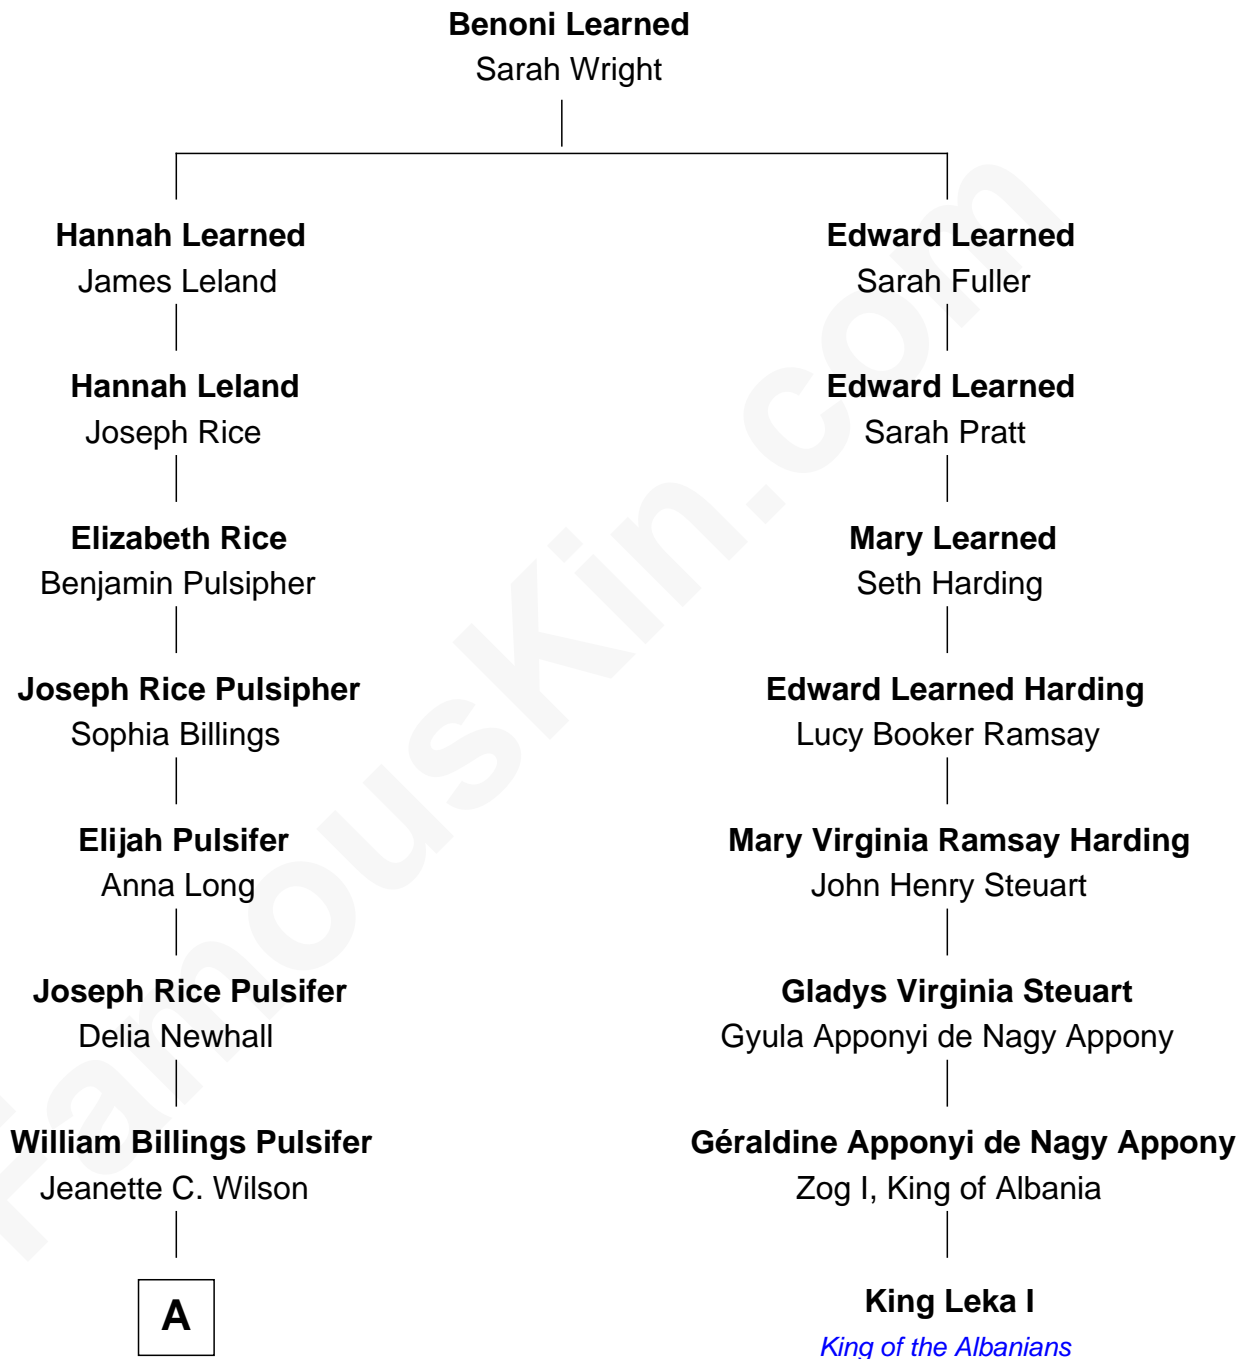 Benoni Learned
Sarah Wright
Hannah Learned
James Leland
Edward Learned
Sarah Fuller
Hannah Leland
Joseph Rice
Edward Learned
Sarah Pratt
Elizabeth Rice
Benjamin Pulsipher
Mary Learned
Seth Harding
Joseph Rice Pulsipher
Sophia Billings
Edward Learned Harding
Lucy Booker Ramsay
Elijah Pulsifer
Anna Long
Mary Virginia Ramsay Harding
John Henry Steuart
Joseph Rice Pulsifer
Delia Newhall
Gladys Virginia Steuart
Gyula Apponyi de Nagy Appony
William Billings Pulsifer
Jeanette C. Wilson
Géraldine Apponyi de Nagy Appony
Zog I, King of Albania
A
King Leka I
King of the Albanians
FamousKin.com